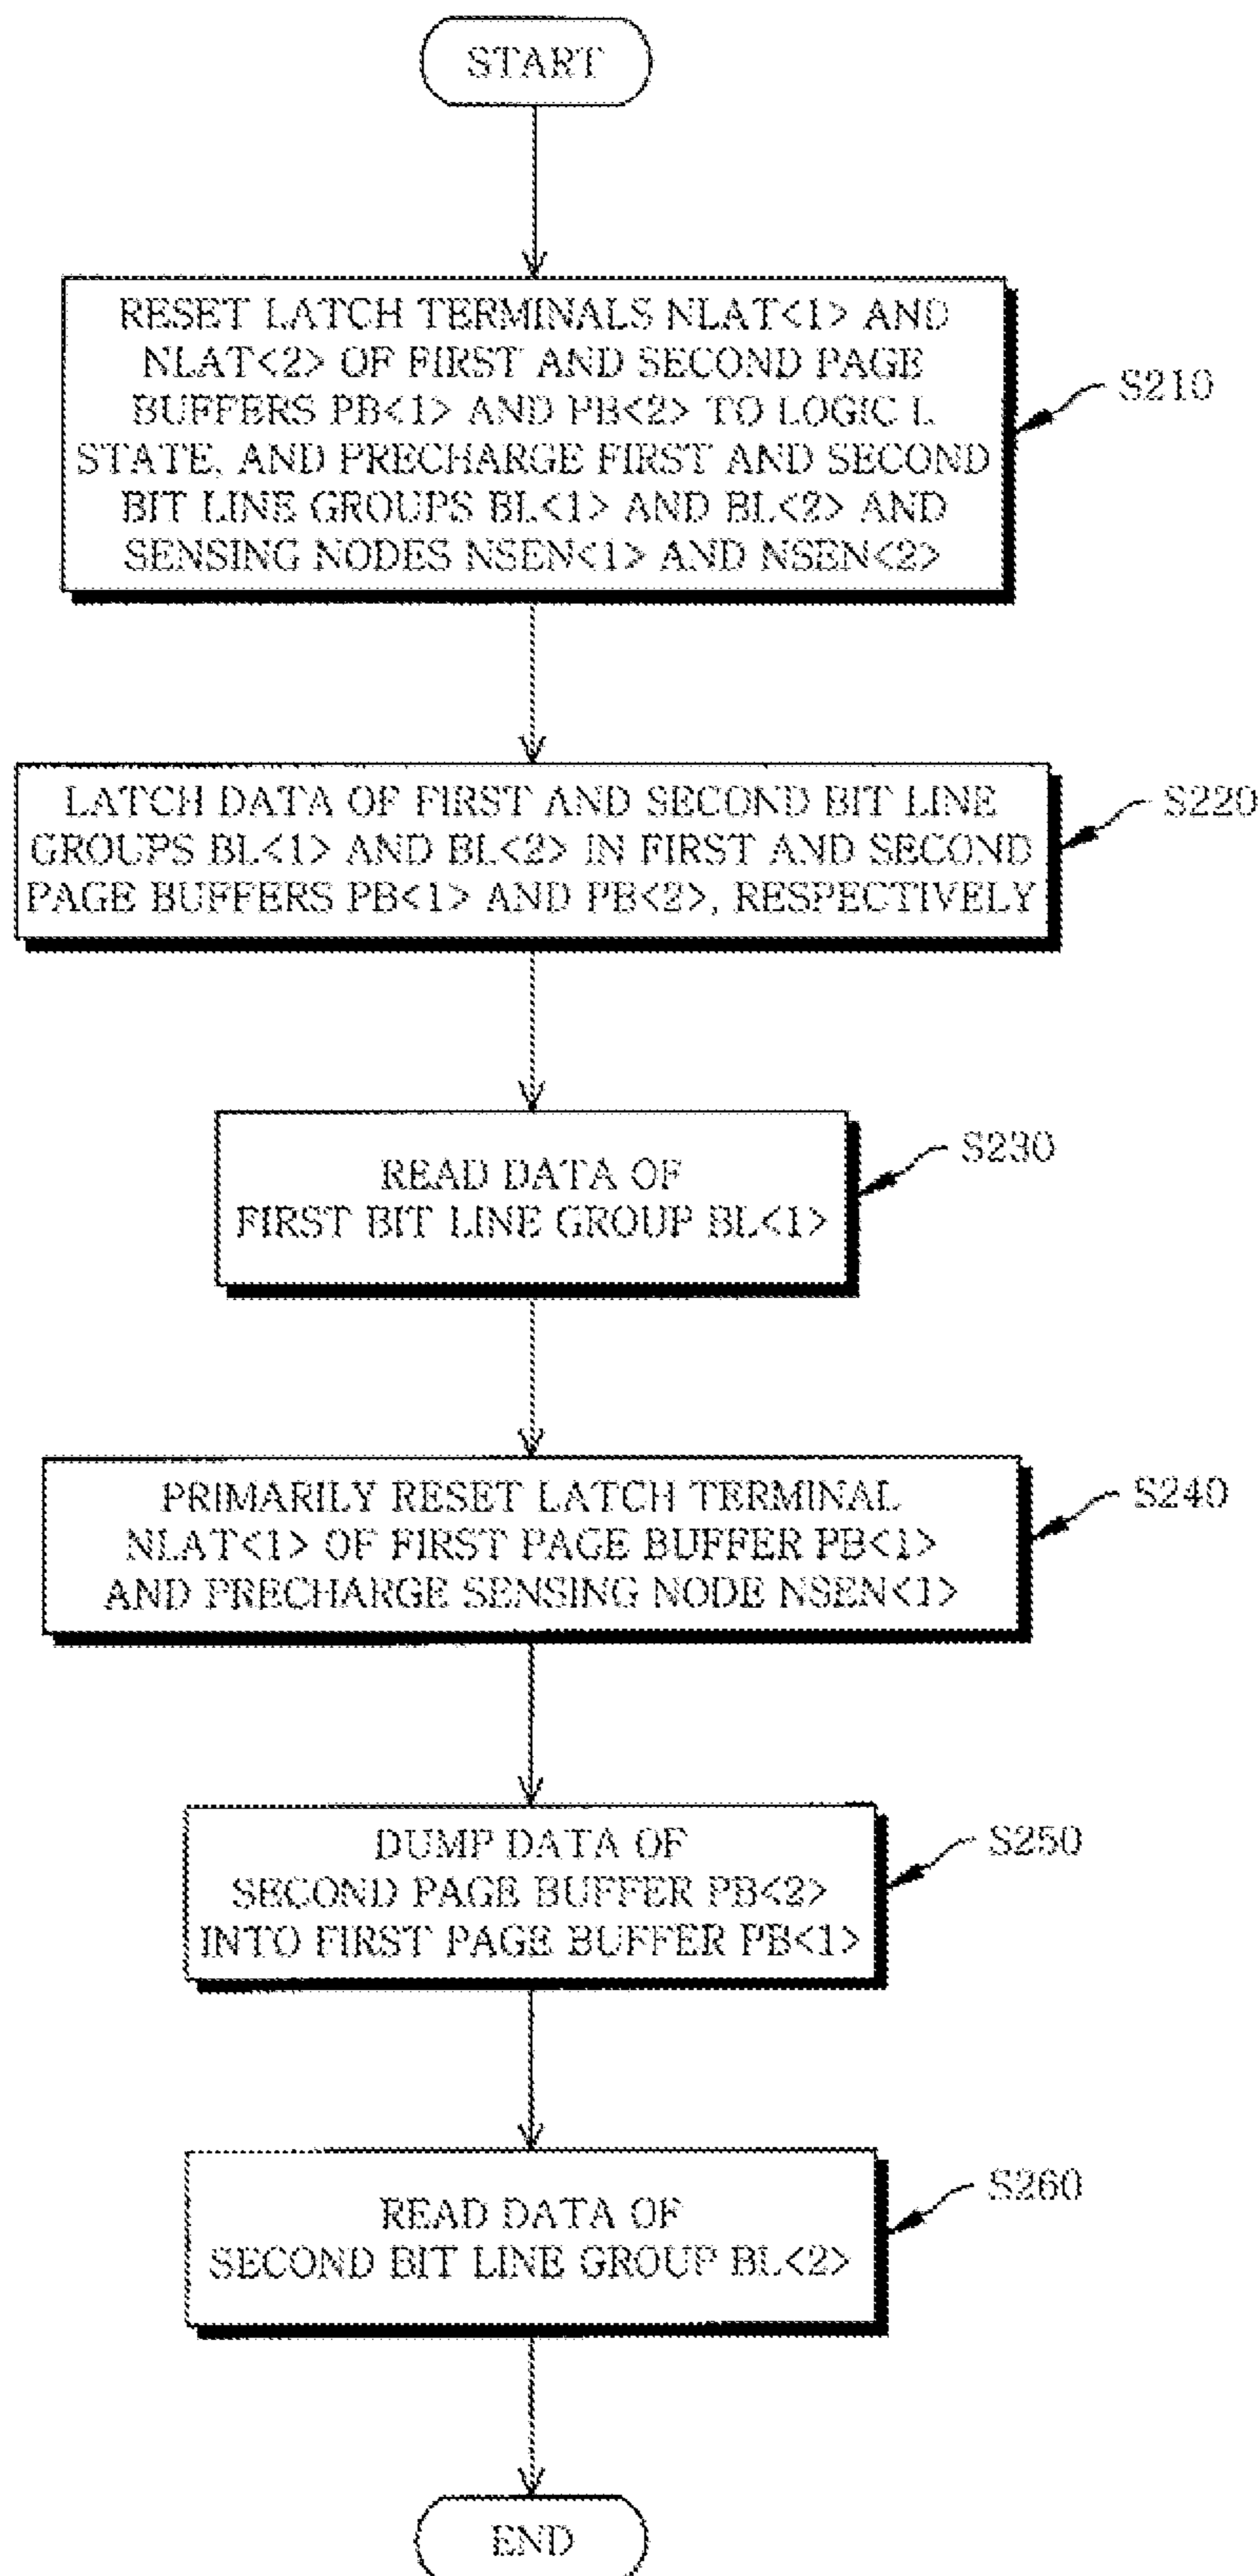 START
RESET LATCH TERMINALS NLAT<1> AND
NLAT<2> OF FIRST AND SECOND PAGE
BUFFERS PB<1> AND PB<2> TO LOGIC L
STATE, AND PRECHARGE FIRST AND SECOND
BIT LINE GROUPS BL<1> AND BL<2> AND
SENSING NODES NSEN<1> AND NSEN<2>
S210
LATCH DATA OF FIRST AND SECOND BIT LINE
GROUPS BL<1> AND BL<2> IN FIRST AND SECOND
PAGE BUFFERS PB<1> AND PB<2>, RESPECTIVELY
S220
READ DATA OF
FIRST BIT LINE GROUP BL<1>
S230
PRIMARILY RESET LATCH TERMINAL
NLAT<1> OF FIRST PAGE BUFFER PB<1>
AND PRECHARGE SENSING NODE NSEN<1>
S240
DUMP DATA OF
SECOND PAGE BUFFER PB<2>
INTO FIRST PAGE BUFFER PB<1>
S250
READ DATA OF
SECOND BIT LINE GROUP BL<2>
S260
END